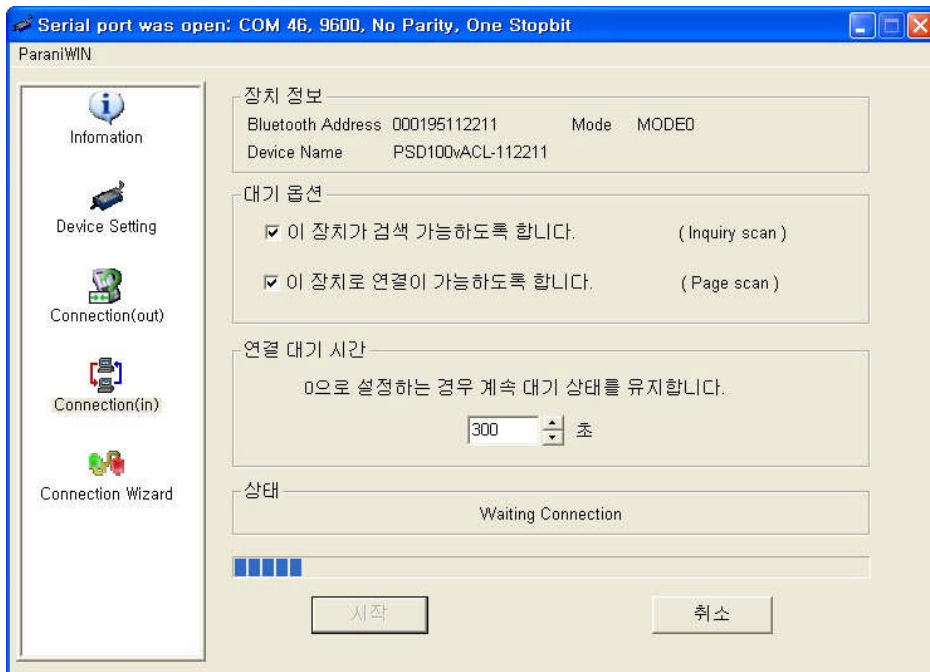 Serial port was open: COM 46, 9600, No Parity, One Stopbit
ParaniWIN
Infomation
Device Setting
Connection(out)
Connection(in)
Connection Wizard
장치 정보
Bluetooth Address 000195112211 Mode MODE0
Device Name PSD100vACL-112211
대기 옵션
이 장치가 검색 가능하도록 합니다. ( Inquiry scan )
이 장치로 연결이 가능하도록 합니다. ( Page scan )
연결 대기 시간
0으로 설정하는 경우 계속 대기 상태를 유지합니다.
300 초
상태
Waiting Connection
시작 취소